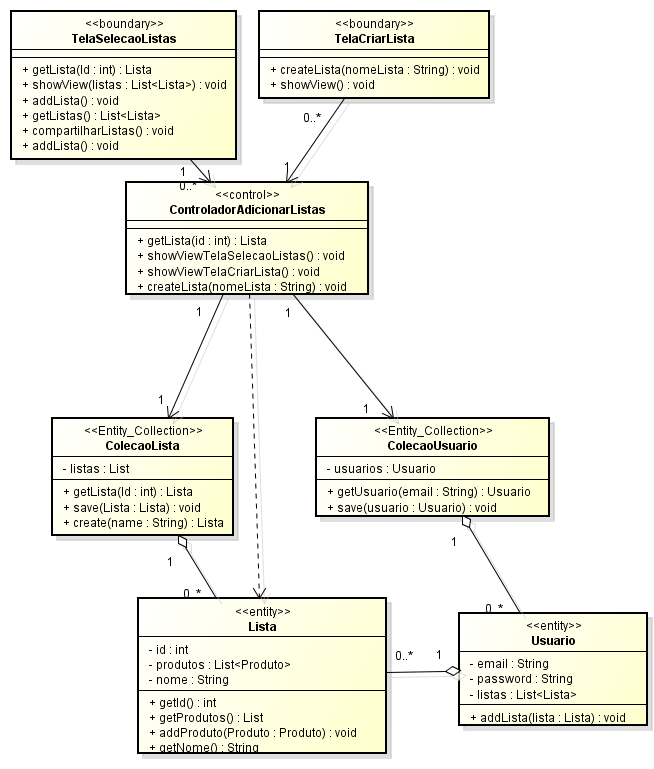 <<boundary>>
TelaSelecaoListas
+ getLista(Id : int) : Lista
+ showView(listas : List<Lista>) : void
+ addLista() : void
+ getListas() : List<Lista>
+ compartilharListas() : void
+ addLista() : void
<<boundary>>
TelaCriarLista
+ createLista(nomeLista : String) : void
+ showView() : void
0..*
1
1
0..*
<<control>>
ControladorAdicionarListas
+ getLista(id : int) : Lista
+ showViewTelaSelecaoListas() : void
+ showViewTelaCriarLista() : void
+ createLista(nomeLista : String) : void
1
1
1
1
<<Entity_Collection>>
ColecaoLista
- listas : List
+ getLista(Id : int) : Lista
+ save(Lista : Lista) : void
+ create(name : String) : Lista
<<Entity_Collection>>
ColecaoUsuario
- usuarios : Usuario
+ getUsuario(email : String) : Usuario
+ save(usuario : Usuario) : void
1
1
0..*
0..*
<<entity>>
Lista
- id : int
- produtos : List<Produto>
- nome : String
+ getId() : int
+ getProdutos() : List
+ addProduto(Produto : Produto) : void
+ getNome() : String
0..*
1
<<entity>>
Usuario
- email : String
- password : String
- listas : List<Lista>
+ addLista(lista : Lista) : void